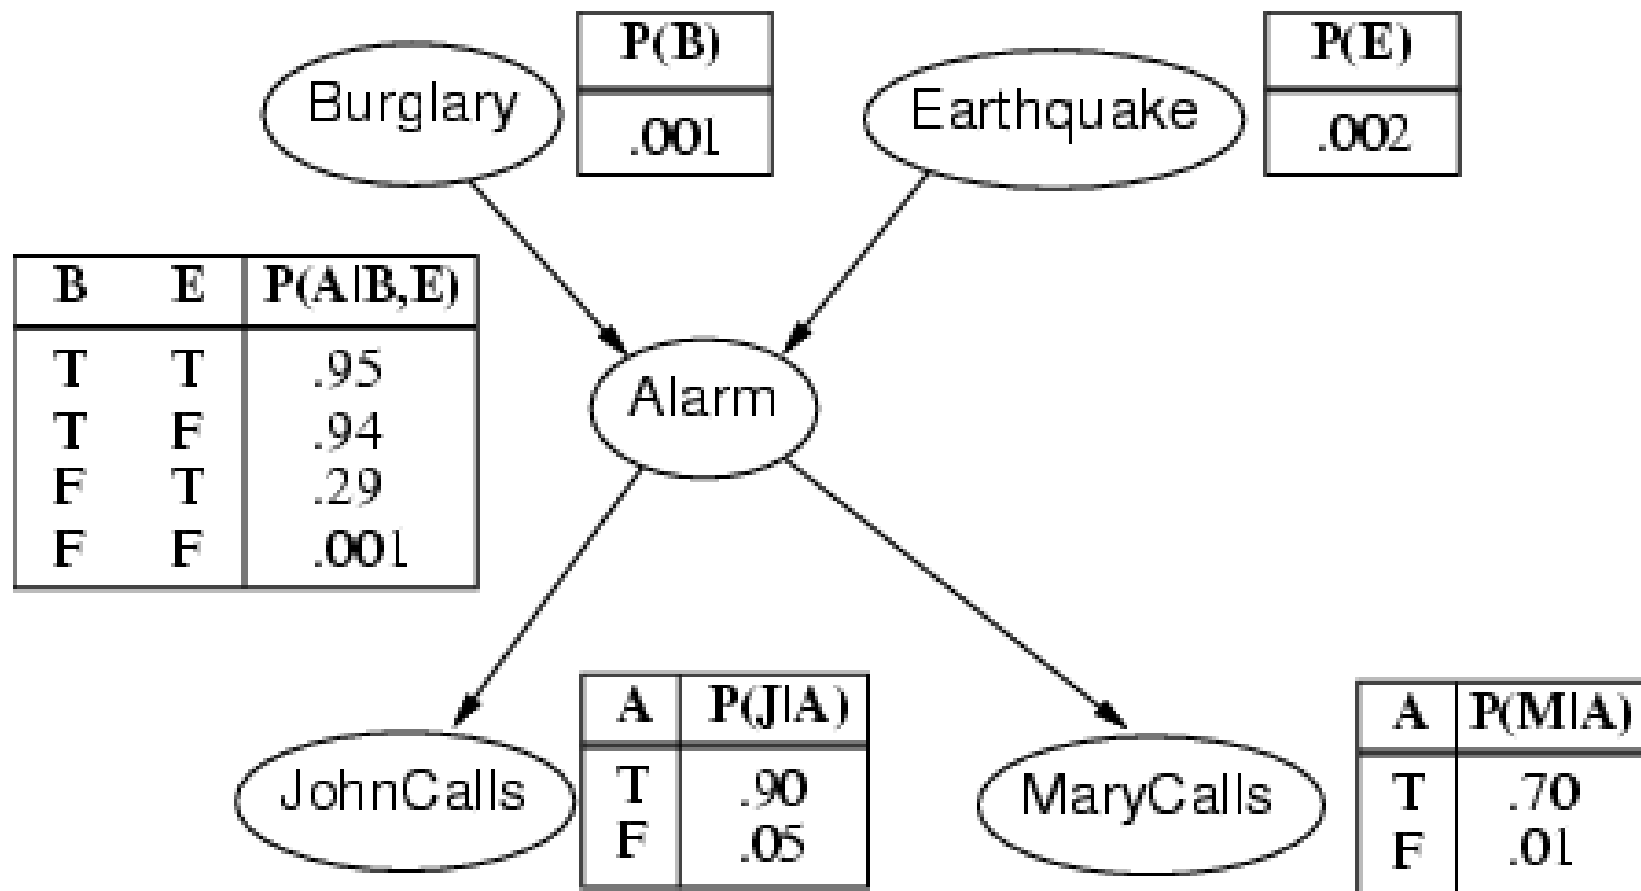 Burglary
P(B)
.001
Earthquake
P(E)
.002
B E P(A|B,E)
T T .95
T F .94
F T .29
F F .001
Alarm
JohnCalls
A P(J|A)
T .90
F .05
MaryCalls
A P(M|A)
T .70
F .01